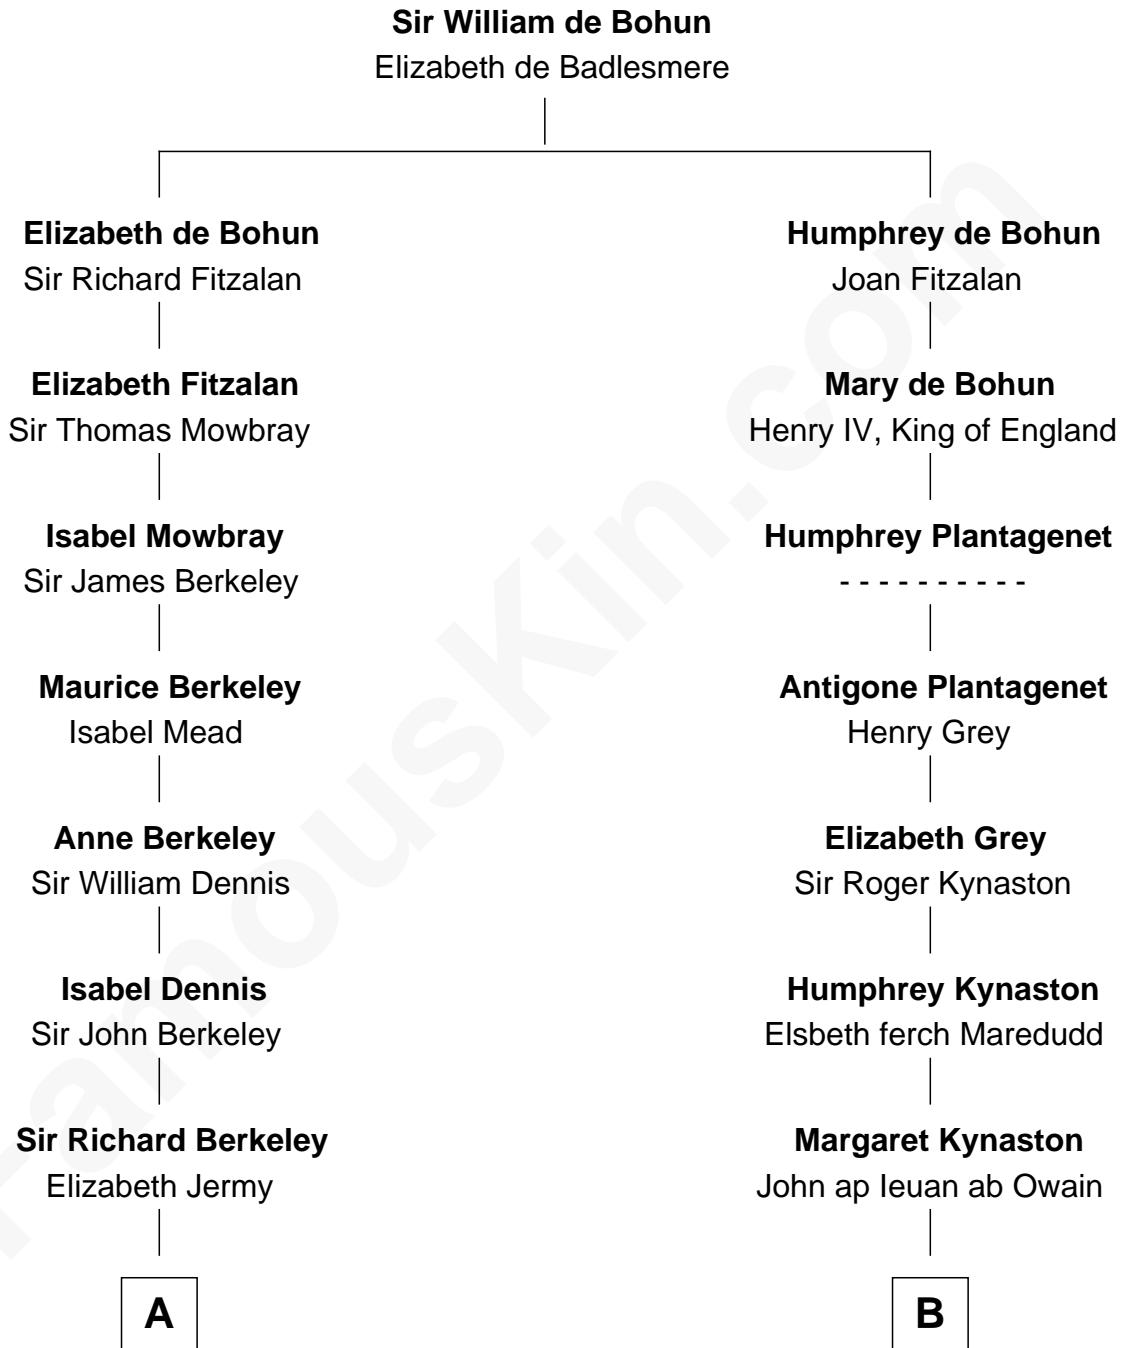 Sir William de Bohun
Elizabeth de Badlesmere
Elizabeth de Bohun
Sir Richard Fitzalan
Humphrey de Bohun
Joan Fitzalan
Elizabeth Fitzalan
Sir Thomas Mowbray
Mary de Bohun
Henry IV, King of England
Isabel Mowbray
Sir James Berkeley
Humphrey Plantagenet
- - - - - - - - - -
Maurice Berkeley
Isabel Mead
Antigone Plantagenet
Henry Grey
Anne Berkeley
Sir William Dennis
Elizabeth Grey
Sir Roger Kynaston
Isabel Dennis
Sir John Berkeley
Humphrey Kynaston
Elsbeth ferch Maredudd
Sir Richard Berkeley
Elizabeth Jermy
Margaret Kynaston
John ap Ieuan ab Owain
A
B
FamousKin.com